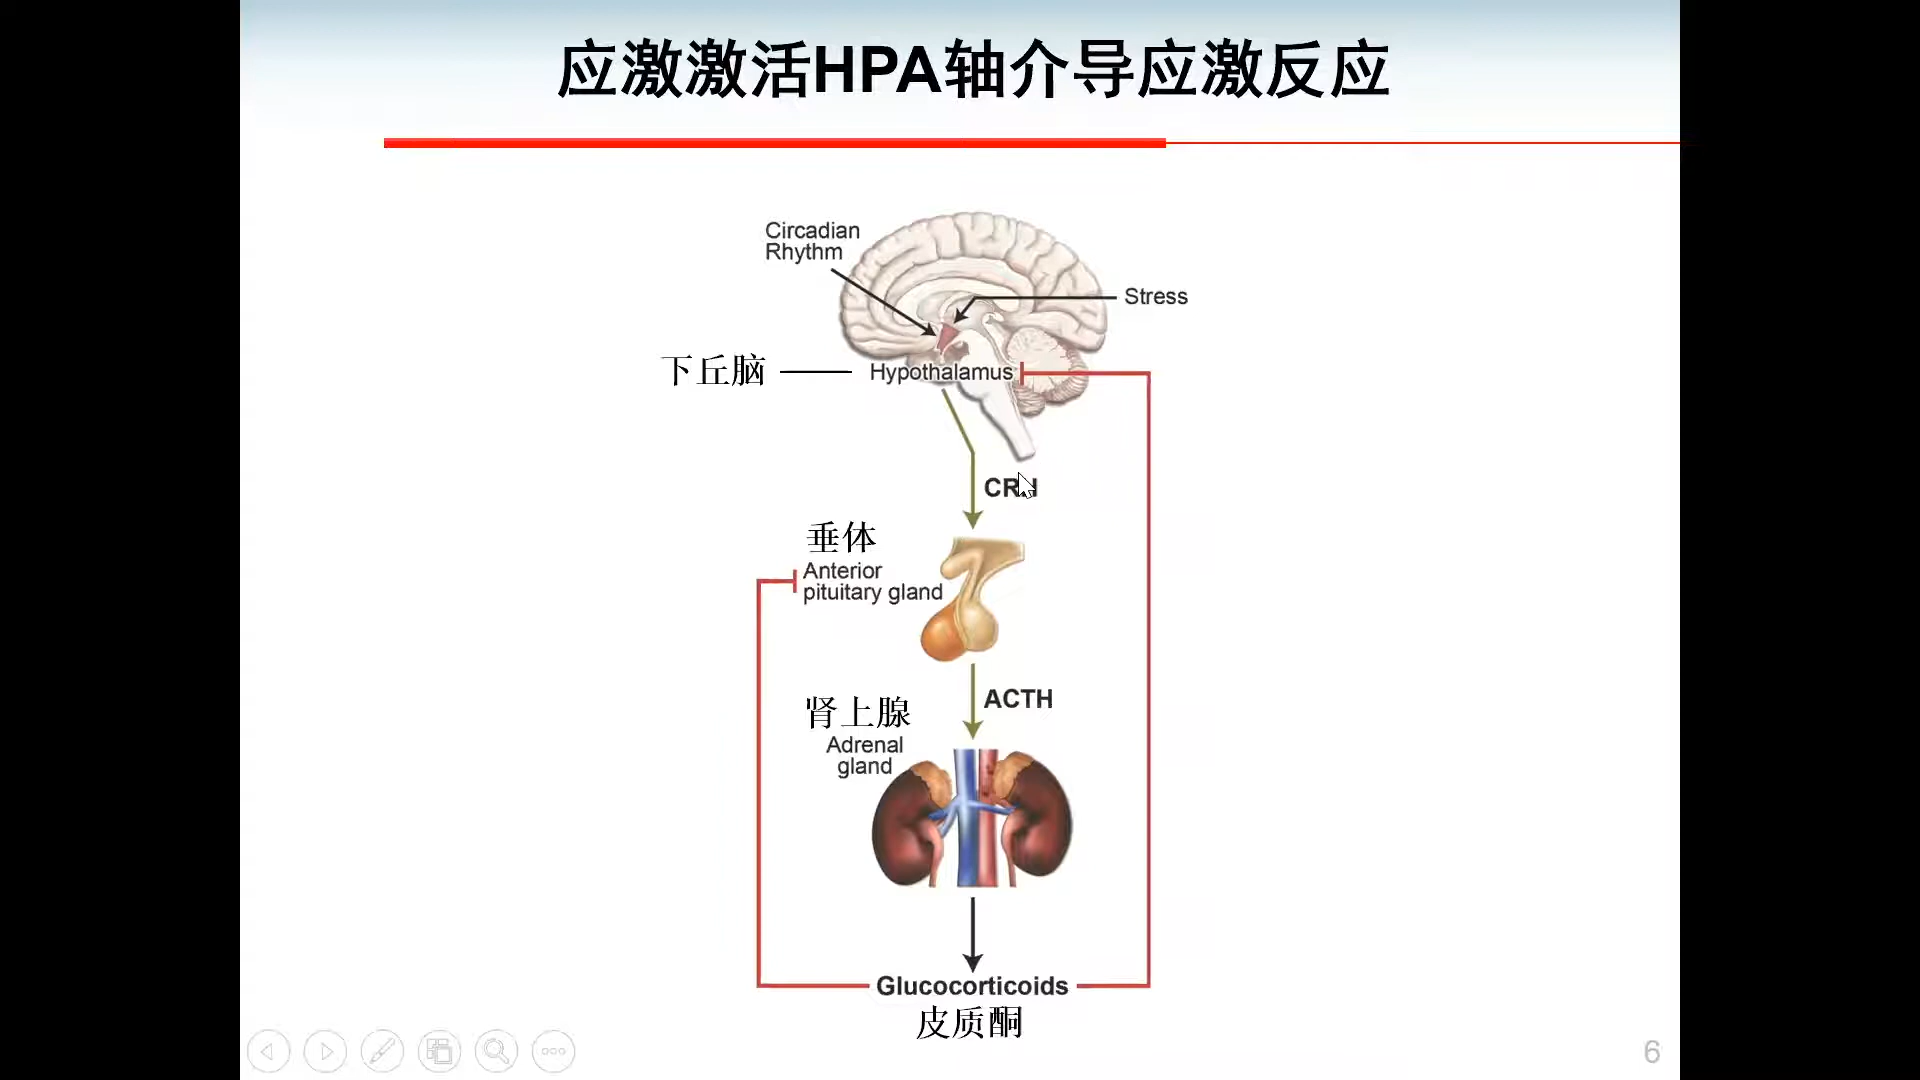 应激激活HPA轴介导应激反应
Circadian
Rhythm
Stress
下丘脑
Hypothalamus
CRH
垂体
Anterior
pituitary gland
ACTH
肾上腺
Adrenal
gland
Glucocorticoids
皮质酮
6